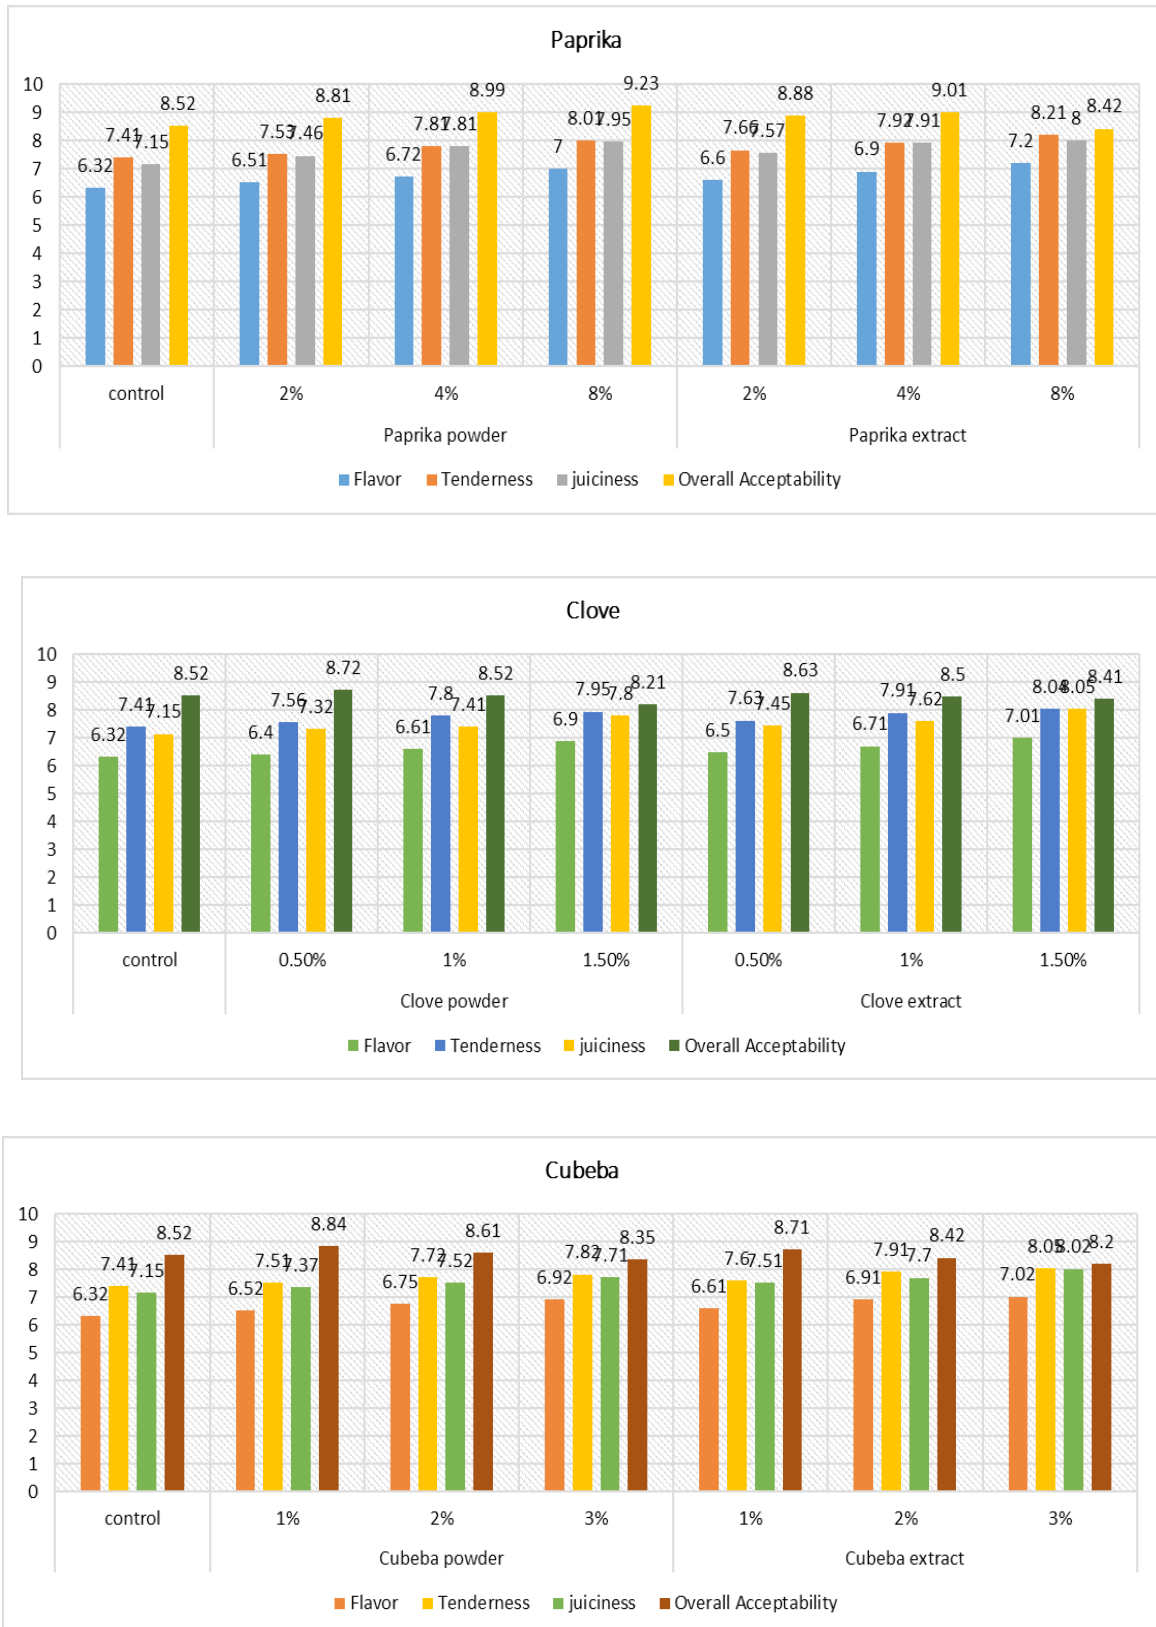 Paprika
10
9
8
7
6
5
4
3
2
1
0
6.32 7.41 7.15 8.52 6.51 7.53 7.46 8.81 6.72 7.81 7.81 8.99 7 8.01 7.95 9.23 6.6 7.66 7.57 8.88 6.9 7.92 7.91 9.01 7.2 8.21 8 8.42
control 2% 4% 8% 2% 4% 8%
Paprika powder Paprika extract
Flavor Tenderness juiciness Overall Acceptability
Clove
10
9
8
7
6
5
4
3
2
1
0
6.32 7.41 7.15 8.52 6.4 7.56 7.32 8.72 6.61 7.8 7.41 8.52 6.9 7.95 7.8 8.21 6.5 7.63 7.45 8.63 6.71 7.91 7.62 8.5 7.01 8.04 8.05 8.41
control 0.50% 1% 1.50% 0.50% 1% 1.50%
Clove powder Clove extract
Flavor Tenderness juiciness Overall Acceptability
Cubeba
10
9
8
7
6
5
4
3
2
1
0
6.32 7.41 7.15 8.52 6.52 7.51 7.37 8.84 6.75 7.72 7.52 8.61 6.92 7.82 7.71 8.35 6.61 7.6 7.51 8.71 6.91 7.91 7.7 8.42 7.02 8.05 8.02 8.2
control 1% 2% 3% 1% 2% 3%
Cubeba powder Cubeba extract
Flavor Tenderness juiciness Overall Acceptability